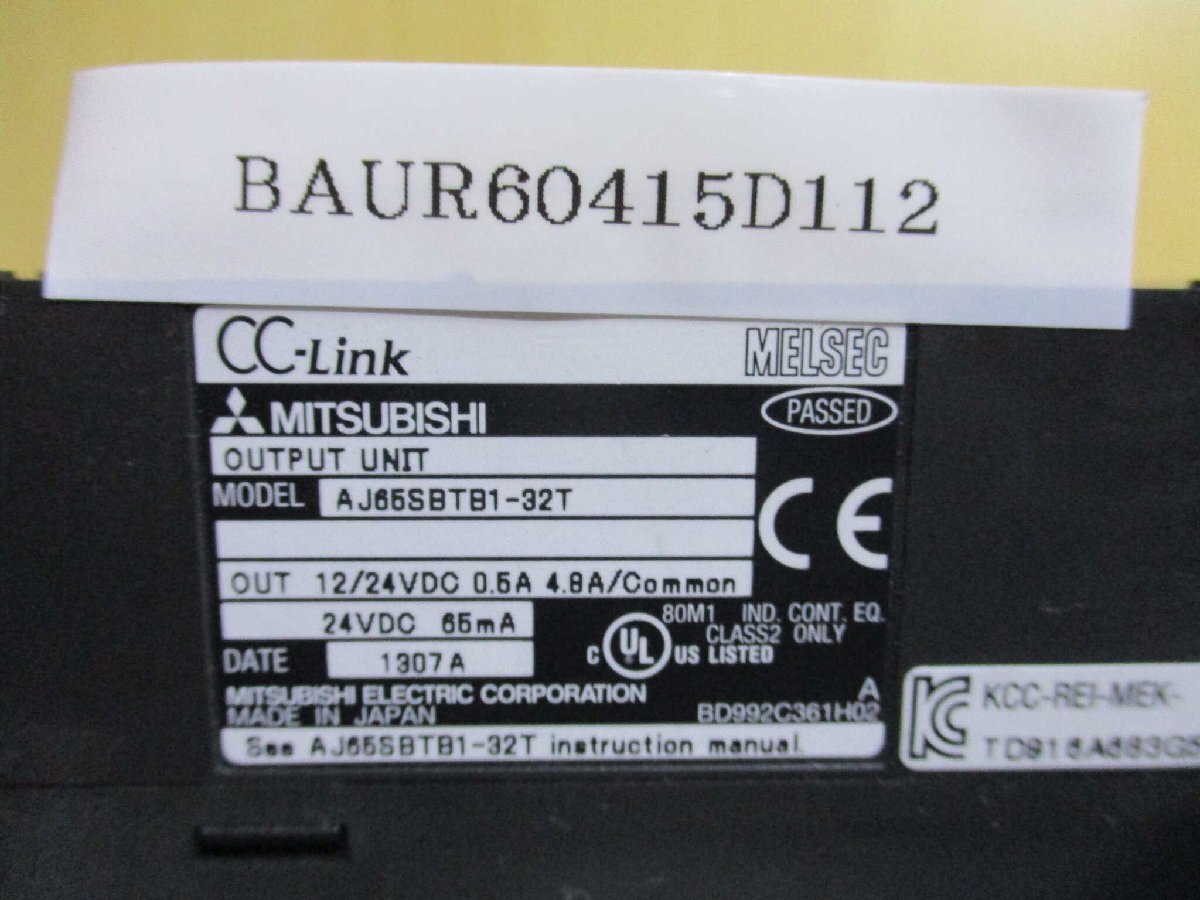 BAUR60415D112
CC-Link MELSEC
MITSUBISHI PASSED
OUTPUT UNIT
MODEL AJ65SBTB1-32T
CE
OUT 12/24VDC 0.5A 4.8A/Common
24VDC 65mA
80M1 IND. CONT. EQ.
CLASS2 ONLY
C UL US LISTED
DATE 1307A
MITSUBISHI ELECTRIC CORPORATION A
MADE IN JAPAN BD992C361H02
See AJ65SBTB1-32T instruction manual.
KCC-REI-MEK-